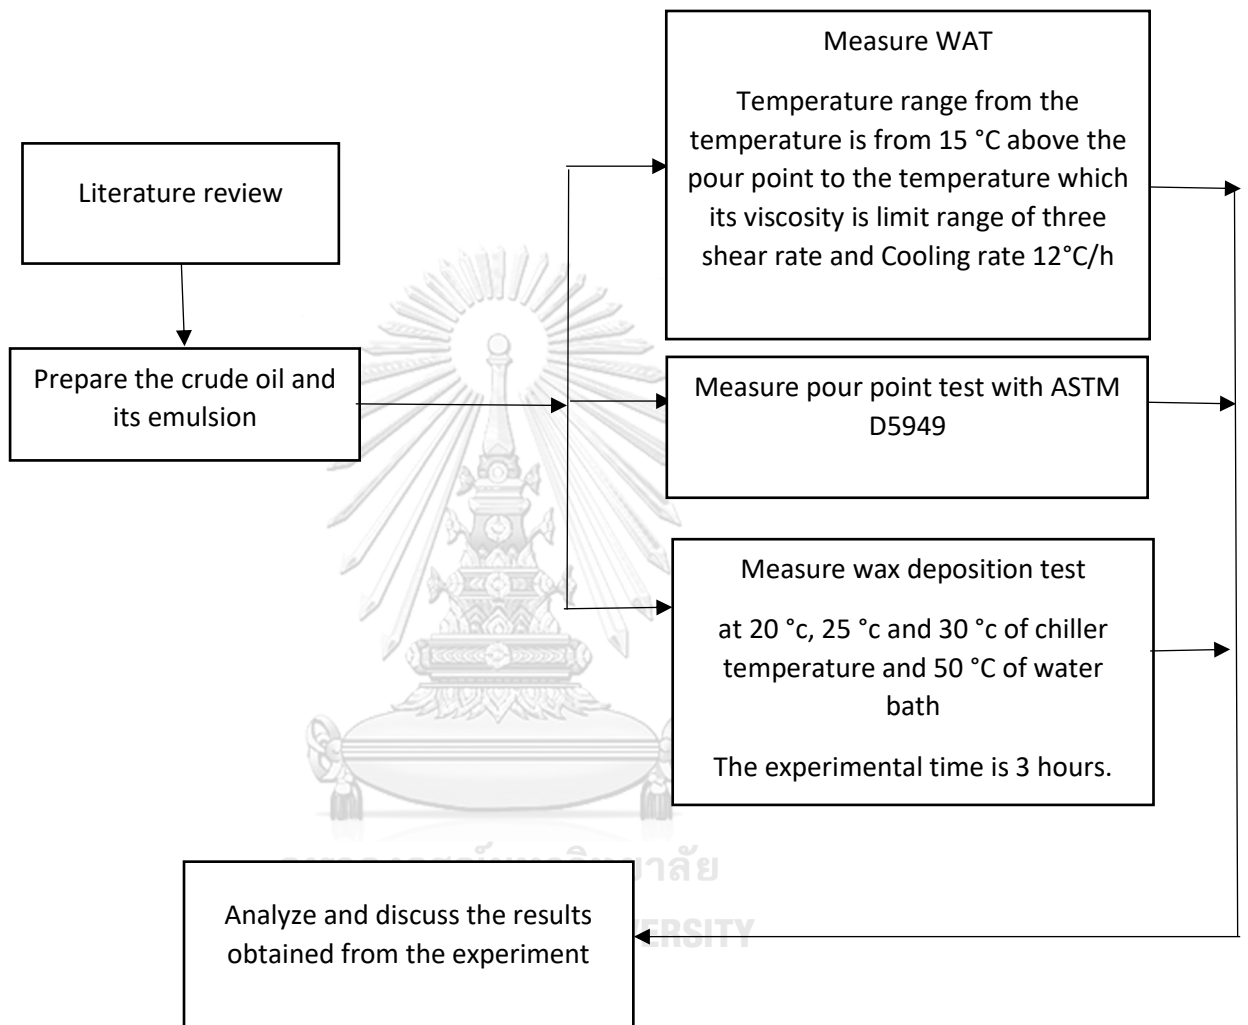 Measure WAT
Temperature range from the
temperature is from 15 °C above the
pour point to the temperature which
its viscosity is limit range of three
shear rate and Cooling rate 12°C/h
Literature review
Prepare the crude oil and
its emulsion
Measure pour point test with ASTM
D5949
Measure wax deposition test
at 20 °c, 25 °c and 30 °c of chiller
temperature and 50 °C of water
bath
The experimental time is 3 hours.
Analyze and discuss the results
obtained from the experiment